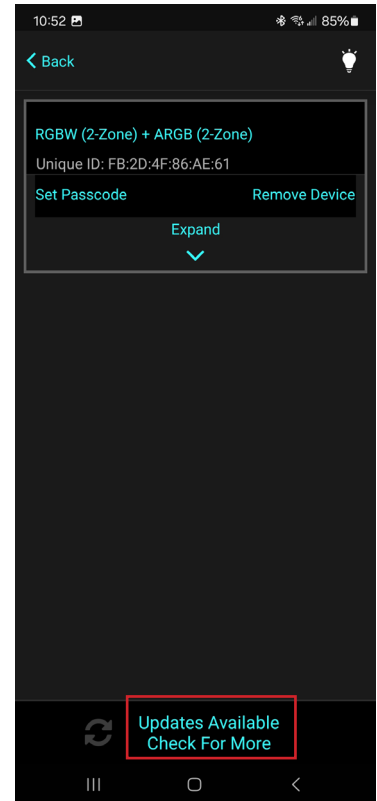 10:52 85%
Back
RGBW (2-Zone) + ARGB (2-Zone)
Unique ID: FB:2D:4F:86:AE:61
Set Passcode Remove Device
Expand
Updates Available
Check For More